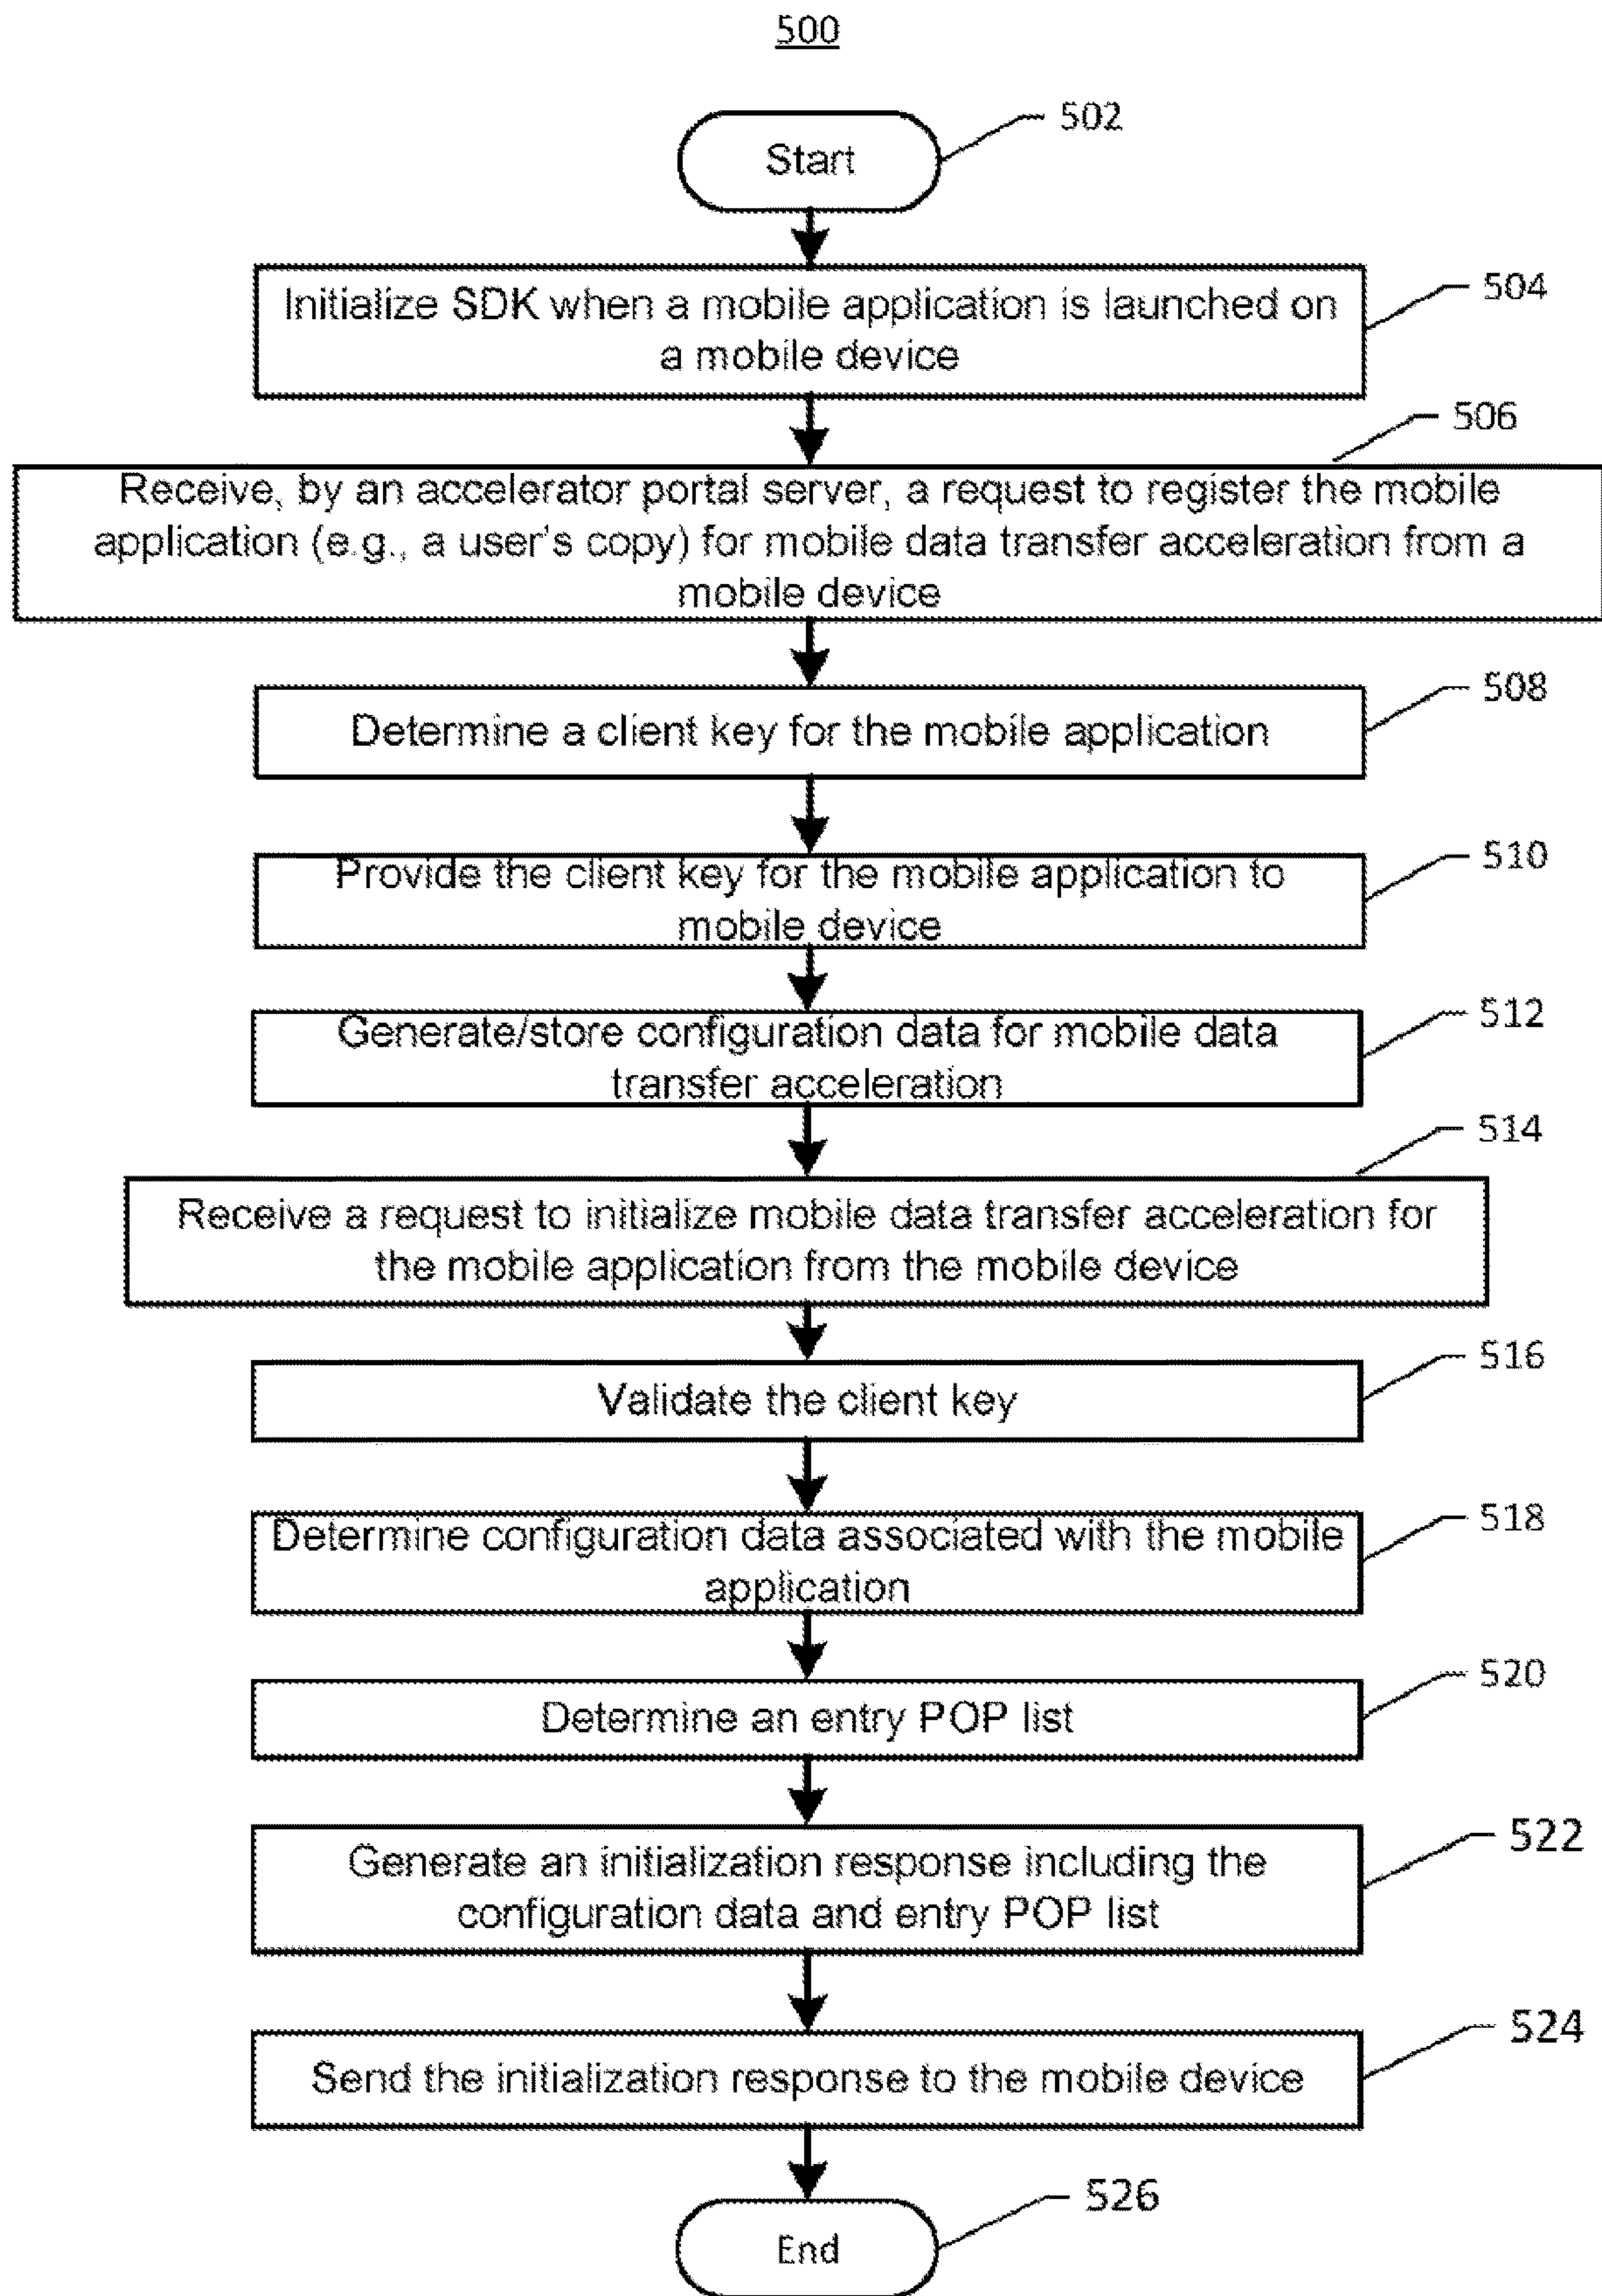 500
502
Start
504
Initialize SDK when a mobile application is launched on
a mobile device
506
Receive, by an accelerator portal server, a request to register the mobile
application (e.g., a user's copy) for mobile data transfer acceleration from a
mobile device
508
Determine a client key for the mobile application
510
Provide the client key for the mobile application to
mobile device
512
Generate/store configuration data for mobile data
transfer acceleration
514
Receive a request to initialize mobile data transfer acceleration for
the mobile application from the mobile device
516
Validate the client key
518
Determine configuration data associated with the mobile
application
520
Determine an entry POP list
522
Generate an initialization response including the
configuration data and entry POP list
524
Send the initialization response to the mobile device
526
End